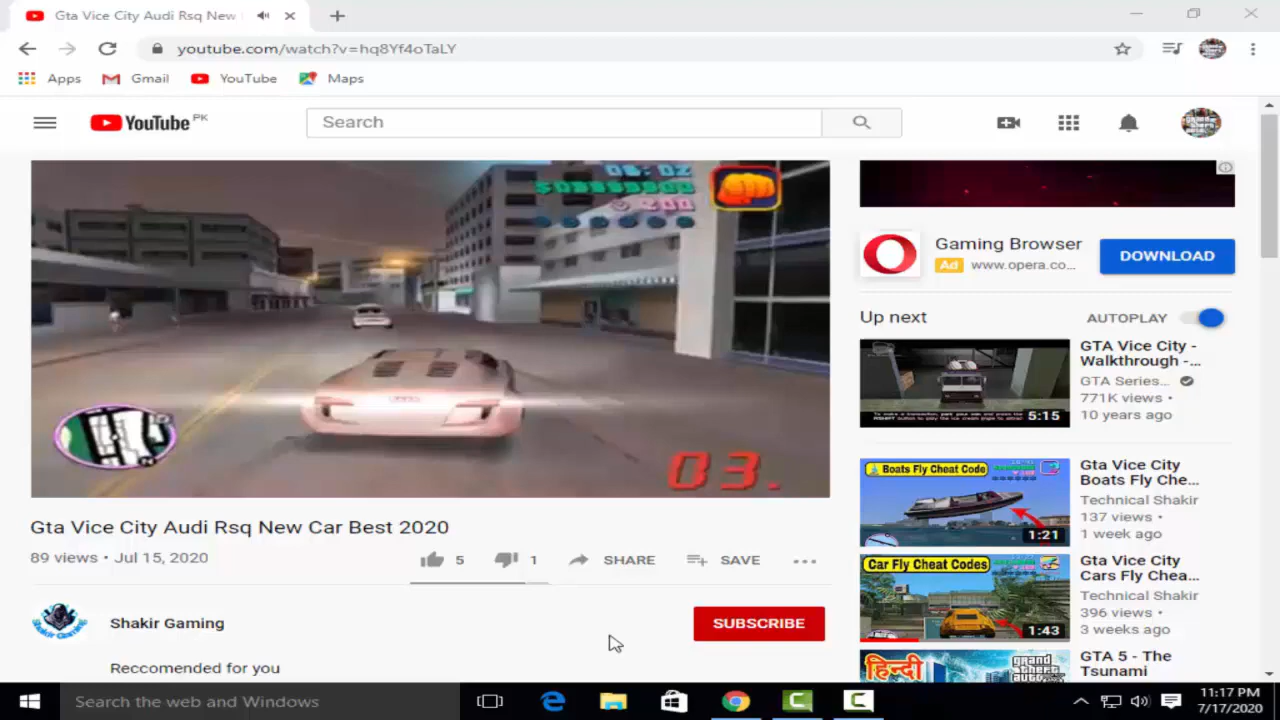 Gta Vice City Audi Rsq New
youtube.com/watch?v=hq8Yf4oTaLY
Apps
Gmail
YouTube
Maps
YouTube PK
Search
03.
Gaming Browser
Ad www.opera.co...
DOWNLOAD
Up next
AUTOPLAY
5:15
GTA Vice City -
Walkthrough -...
GTA Series...
771K views •
10 years ago
Boats Fly Cheat Code
1:21
Gta Vice City
Boats Fly Che...
Technical Shakir
137 views •
1 week ago
Car Fly Cheat Codes
1:43
Gta Vice City
Cars Fly Chea...
Technical Shakir
396 views •
3 weeks ago
हिन्दी
grand
GTA 5 - The
Tsunami
Gta Vice City Audi Rsq New Car Best 2020
89 views • Jul 15, 2020
5
1
SHARE
SAVE
Shakir Gaming
Shakir Gaming
SUBSCRIBE
Reccomended for you
Search the web and Windows
11:17 PM
7/17/2020